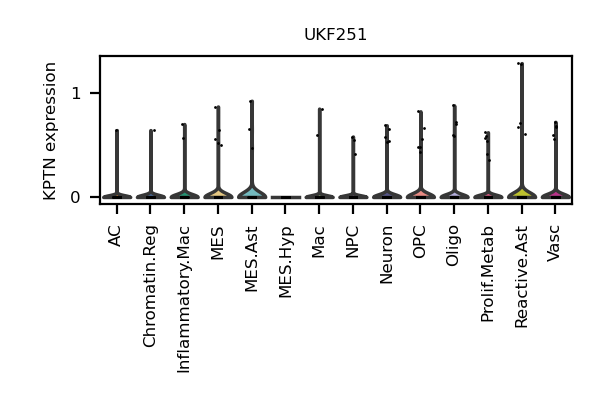 UKF251
KPTN expression
1
0
AC
Chromatin.Reg
Inflammatory.Mac
MES
MES.Ast
MES.Hyp
Mac
NPC
Neuron
OPC
Oligo
Prolif.Metab
Reactive.Ast
Vasc